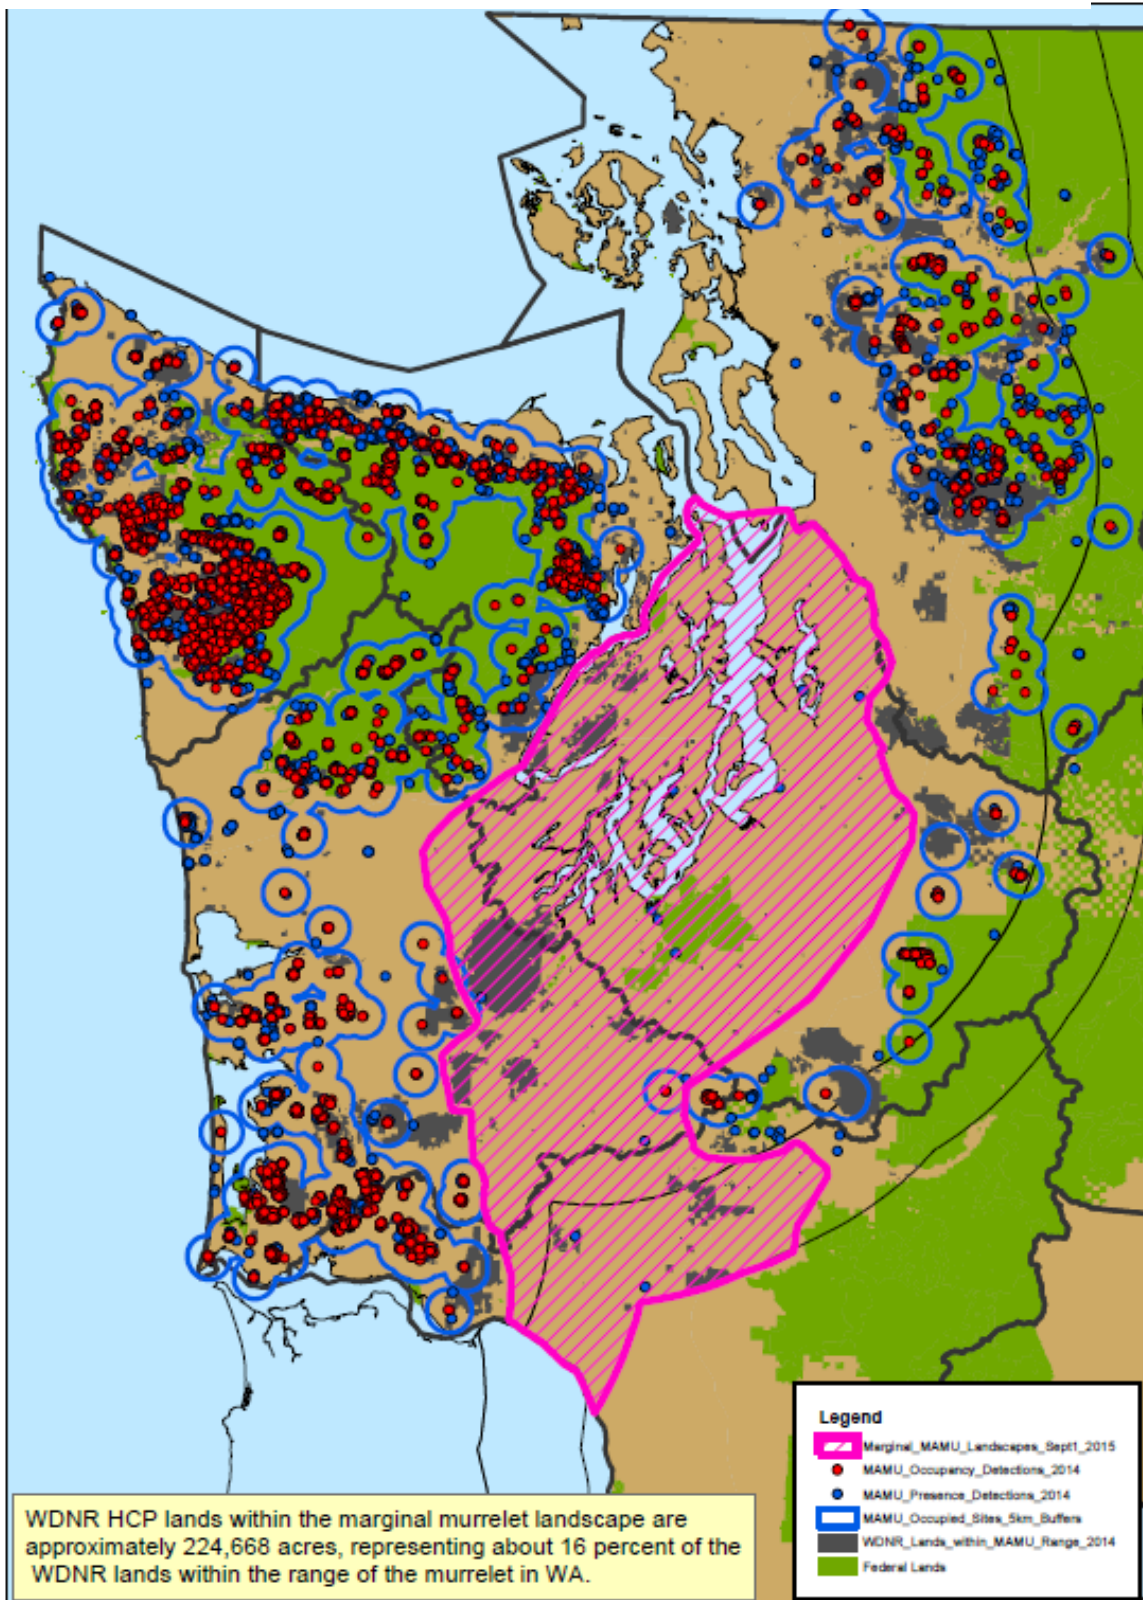 Legend
Marginal_MAMU_Landscapes_Sept1_2015
MAMU_Occupancy_Detections_2014
MAMU_Presence_Detections_2014
MAMU_Occupied_Sites_5km_Buffers
WDNR_Lands_within_MAMU_Range_2014
Federal Lands
WDNR HCP lands within the marginal murrelet landscape are
approximately 224,668 acres, representing about 16 percent of the
WDNR lands within the range of the murrelet in WA.